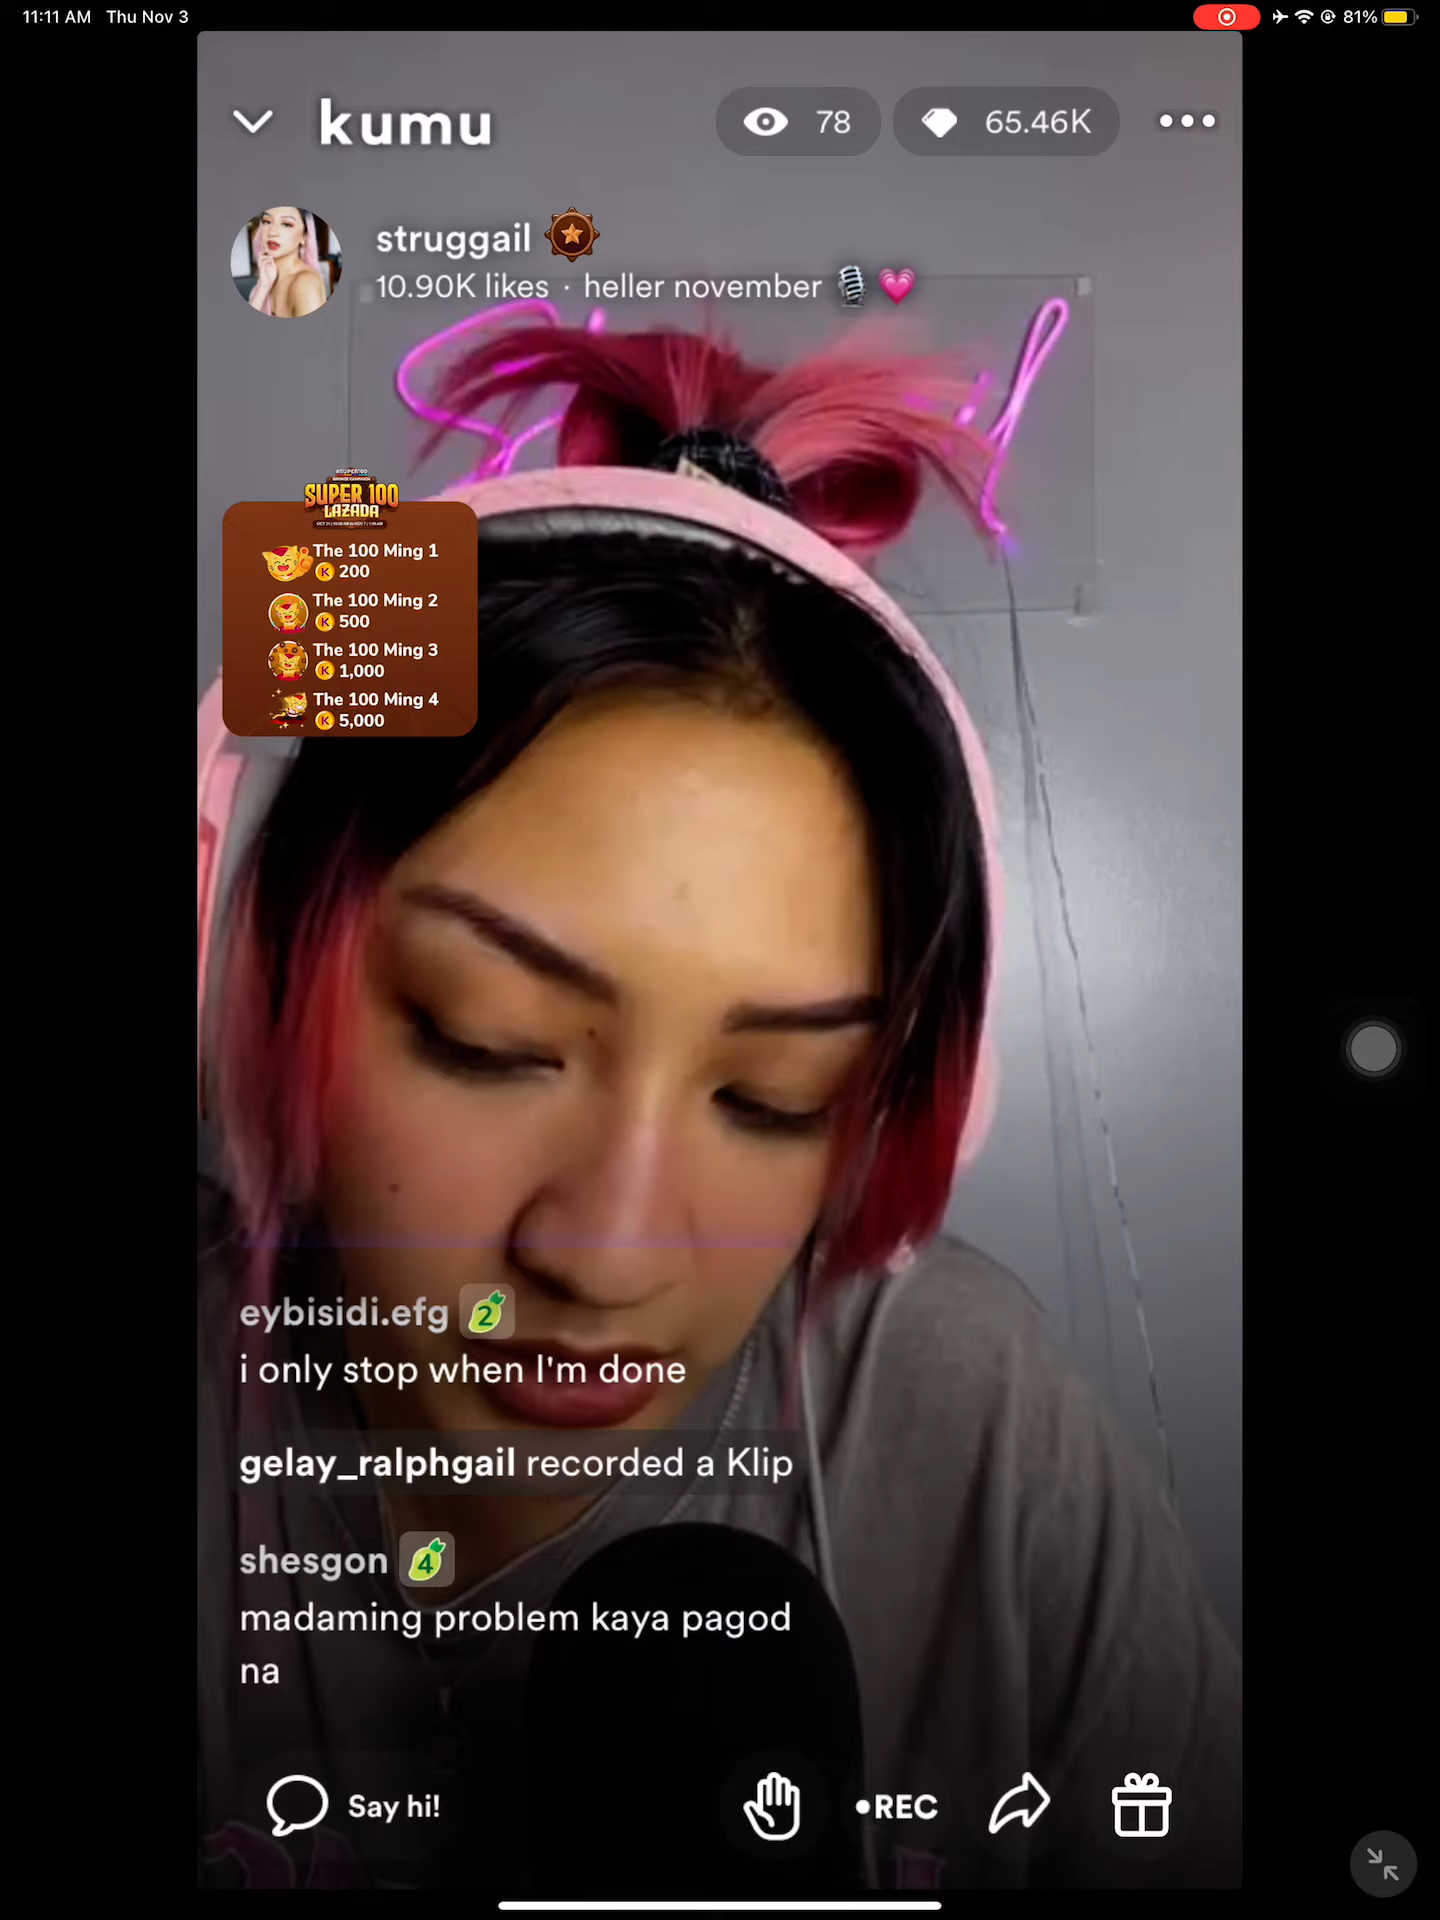 11:11 AM Thu Nov 3
81%
kumu
78
65.46K
struggail
10.90K likes · heller november
SUPER 100
LAZADA
The 100 Ming 1
K 200
The 100 Ming 2
K 500
The 100 Ming 3
K 1,000
The 100 Ming 4
K 5,000
eybisidi.efg 2
i only stop when I'm done
gelay_ralphgail recorded a Klip
shesgon 4
madaming problem kaya pagod
na
Say hi!
•REC